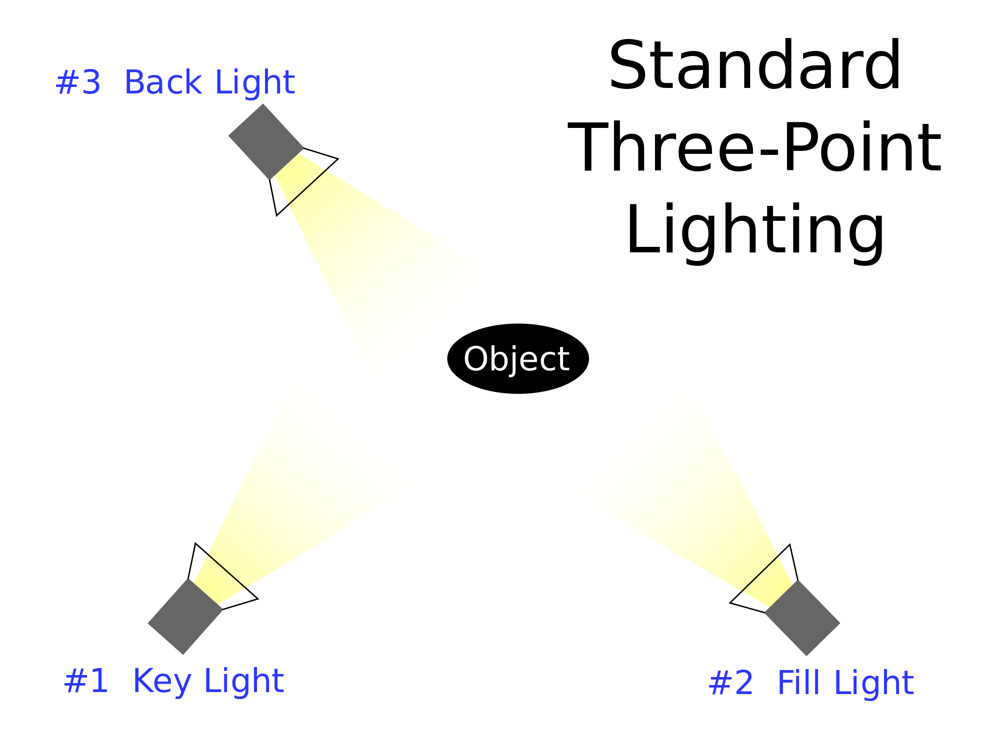 Standard
Three-Point
Lighting
#3 Back Light
Object
#1 Key Light
#2 Fill Light